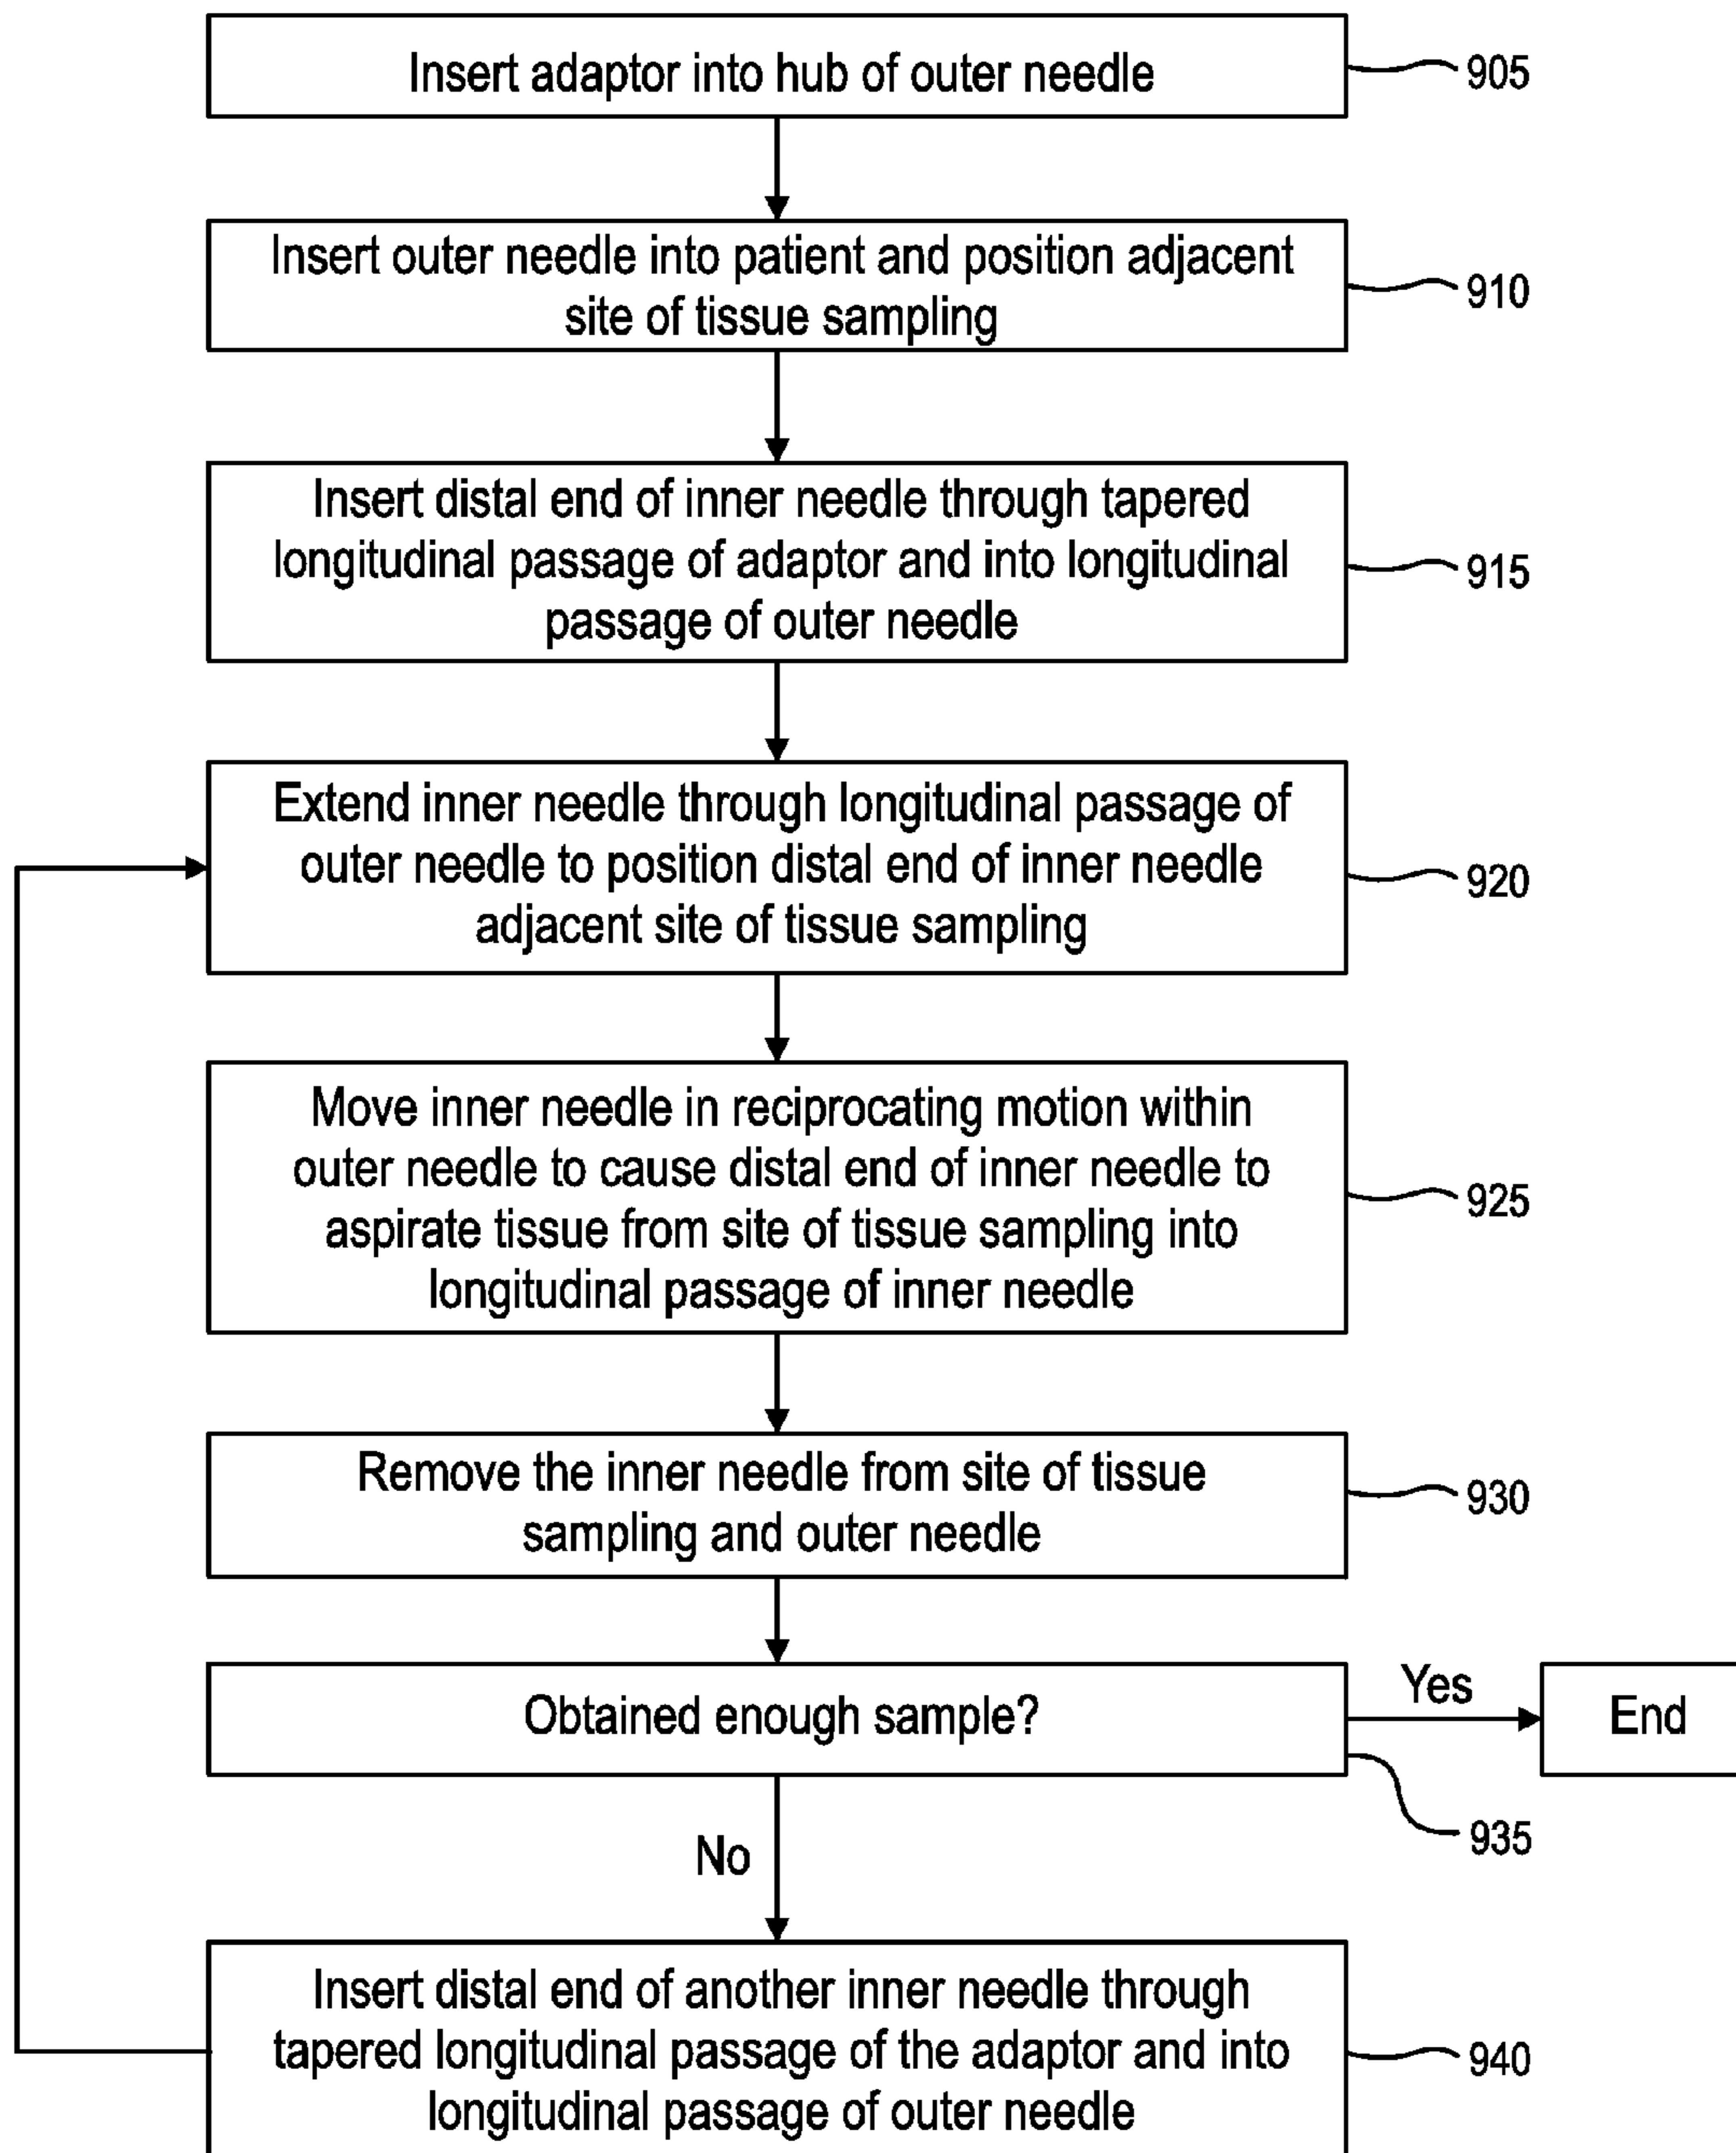 Insert adaptor into hub of outer needle
905
Insert outer needle into patient and position adjacent
site of tissue sampling
910
Insert distal end of inner needle through tapered
longitudinal passage of adaptor and into longitudinal
passage of outer needle
915
Extend inner needle through longitudinal passage of
outer needle to position distal end of inner needle
adjacent site of tissue sampling
920
Move inner needle in reciprocating motion within
outer needle to cause distal end of inner needle to
aspirate tissue from site of tissue sampling into
longitudinal passage of inner needle
925
Remove the inner needle from site of tissue
sampling and outer needle
930
Obtained enough sample?
Yes
End
935
No
Insert distal end of another inner needle through
tapered longitudinal passage of the adaptor and into
longitudinal passage of outer needle
940